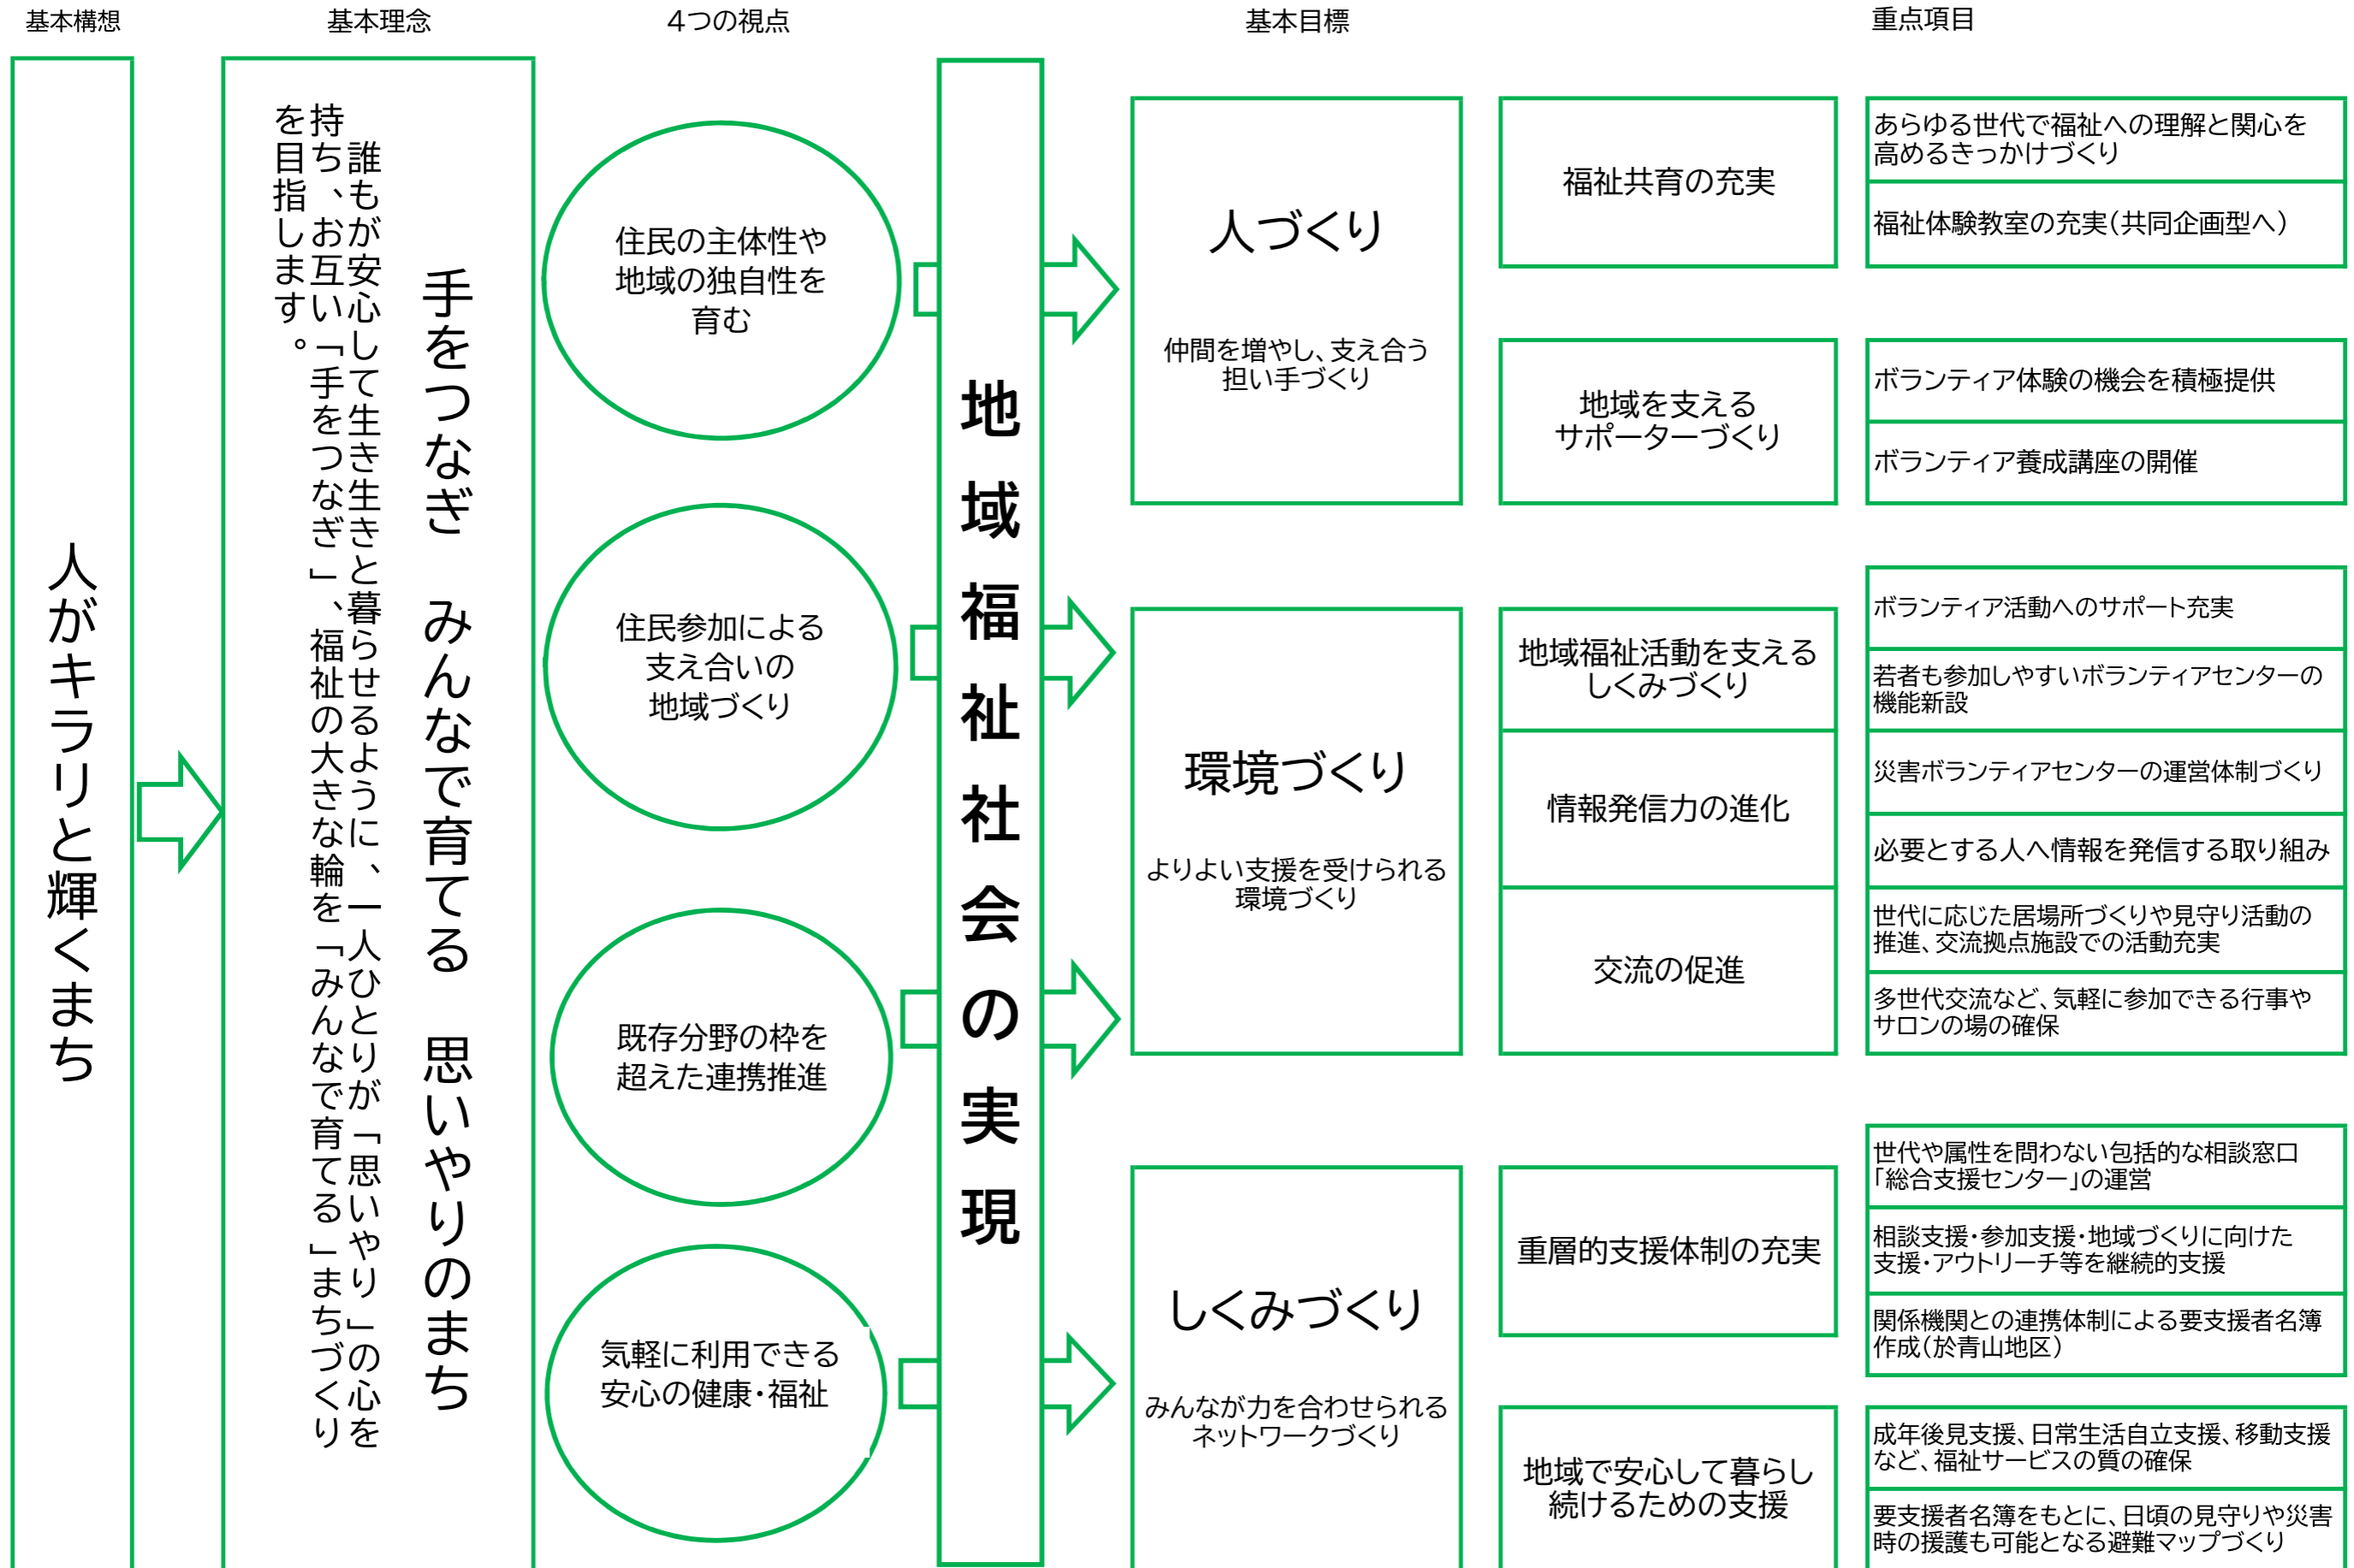 基本構想
基本理念
4つの視点
基本目標
重点項目
人がキラリと輝くまち
手をつなぎ　みんなで育てる　思いやりのまち
誰もが安心して生き生きと暮らせるように、一人ひとりが「思いやり」の心を
持ち、お互い「手をつなぎ」、福祉の大きな輪を「みんなで育てる」まちづくり
を目指します。
住民の主体性や
地域の独自性を
育む
住民参加による
支え合いの
地域づくり
既存分野の枠を
超えた連携推進
気軽に利用できる
安心の健康・福祉
地域福祉社会の実現
人づくり
仲間を増やし、支え合う
担い手づくり
福祉共育の充実
あらゆる世代で福祉への理解と関心を
高めるきっかけづくり
福祉体験教室の充実（共同企画型へ）
地域を支える
サポーターづくり
ボランティア体験の機会を積極提供
ボランティア養成講座の開催
環境づくり
よりよい支援を受けられる
環境づくり
地域福祉活動を支える
しくみづくり
ボランティア活動へのサポート充実
若者も参加しやすいボランティアセンターの
機能新設
情報発信力の進化
災害ボランティアセンターの運営体制づくり
必要とする人へ情報を発信する取り組み
交流の促進
世代に応じた居場所づくりや見守り活動の
推進、交流拠点施設での活動充実
多世代交流など、気軽に参加できる行事や
サロンの場の確保
しくみづくり
みんなが力を合わせられる
ネットワークづくり
重層的支援体制の充実
世代や属性を問わない包括的な相談窓口
「総合支援センター」の運営
相談支援・参加支援・地域づくりに向けた
支援・アウトリーチ等を継続的支援
関係機関との連携体制による要支援者名簿
作成（於青山地区）
地域で安心して暮らし
続けるための支援
成年後見支援、日常生活自立支援、移動支援
など、福祉サービスの質の確保
要支援者名簿をもとに、日頃の見守りや災害
時の援護も可能となる避難マップづくり